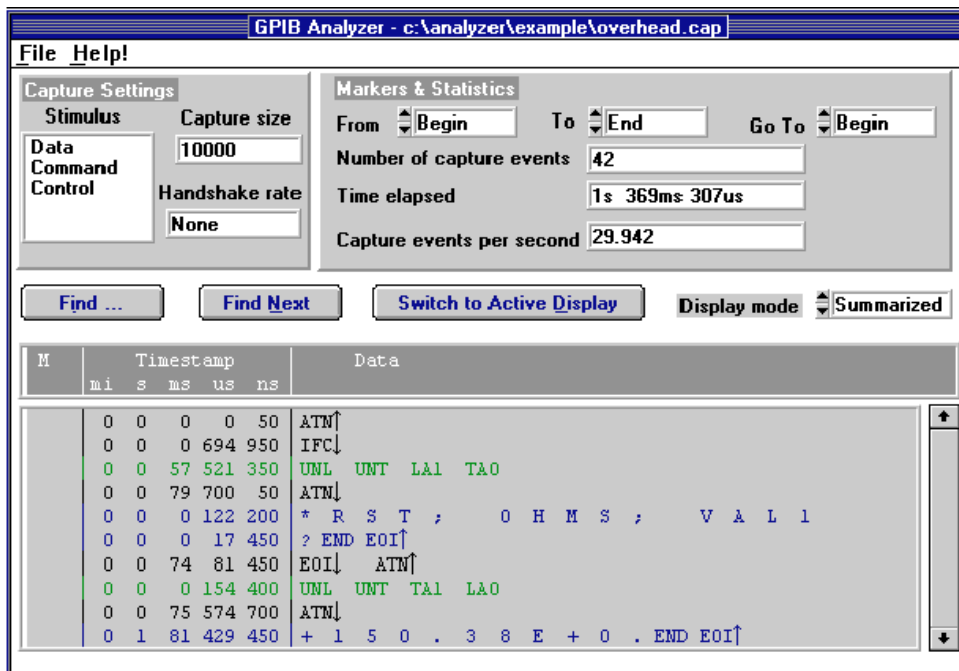 GPIB Analyzer - c:\analyzer\example\overhead.cap
File Help!
Capture Settings
Stimulus
Data
Command
Control
Capture size
10000
Handshake rate
None
Markers & Statistics
From Begin To End Go To Begin
Number of capture events 42
Time elapsed 1s 369ms 307us
Capture events per second 29.942
Find ... Find Next Switch to Active Display Display mode Summarized
M Timestamp Data
mi s ms us ns
0 0 0 0 50 ATN↑
0 0 0 694 950 IFC↓
0 0 57 521 350 UNL UNT LA1 TA0
0 0 79 700 50 ATN↓
0 0 0 122 200 * R S T ; O H M S ; V A L 1
0 0 0 17 450 ? END EOI↑
0 0 74 81 450 EOI↓ ATN↑
0 0 0 154 400 UNL UNT TA1 LA0
0 0 75 574 700 ATN↓
0 1 81 429 450 + 1 5 0 . 3 8 E + 0 . END EOI↑